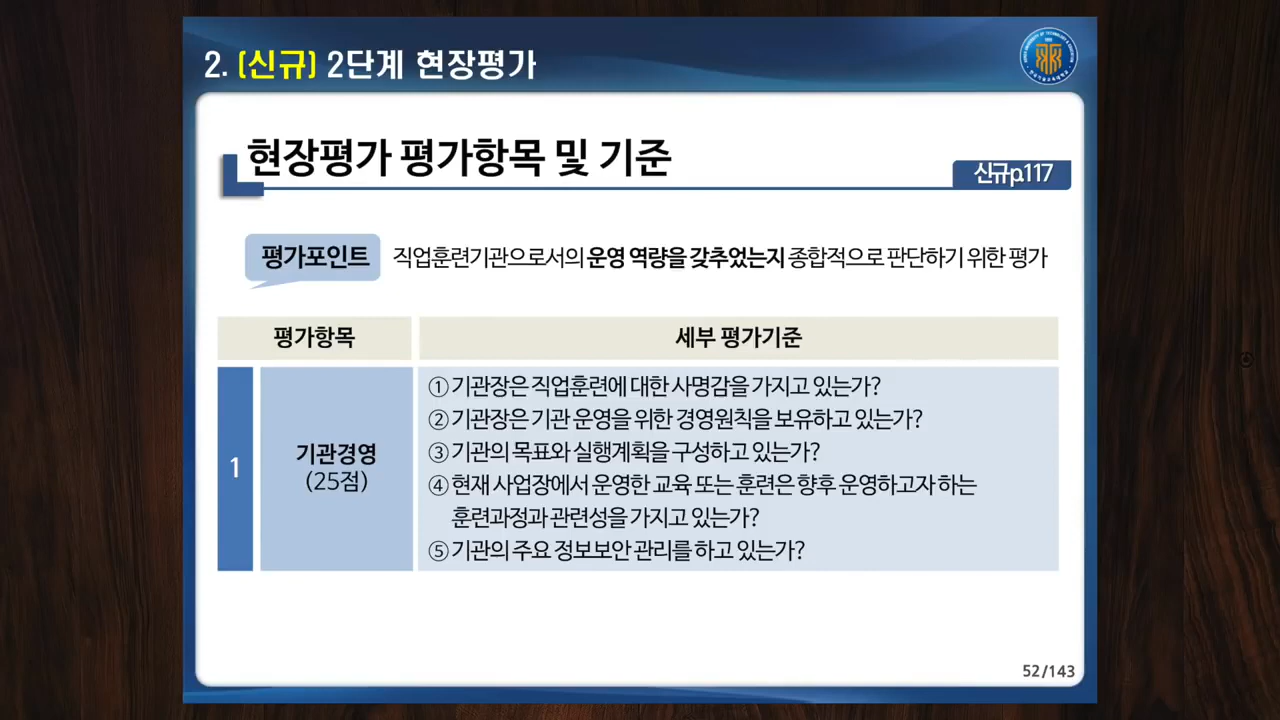 2. (신규) 2단계 현장평가
현장평가 평가항목 및 기준
신규p.117
평가포인트 직업훈련기관으로서의 운영 역량을 갖추었는지 종합적으로 판단하기 위한 평가
평가항목 세부 평가기준
1 기관경영
(25점)
① 기관장은 직업훈련에 대한 사명감을 가지고 있는가?
② 기관장은 기관 운영을 위한 경영원칙을 보유하고 있는가?
③ 기관의 목표와 실행계획을 구성하고 있는가?
④ 현재 사업장에서 운영한 교육 또는 훈련은 향후 운영하고자 하는
훈련과정과 관련성을 가지고 있는가?
⑤ 기관의 주요 정보보안 관리를 하고 있는가?
52/143